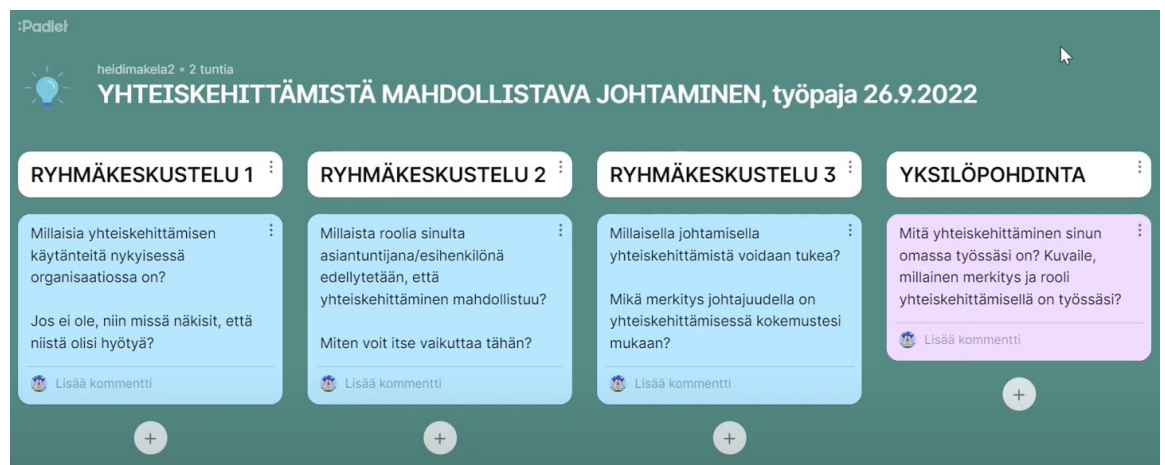 :Padlet
heidimakela2 • 2 tuntia
YHTEISKEHITTÄMISTÄ MAHDOLLISTAVA JOHTAMINEN, työpaja 26.9.2022
RYHMÄKESKUSTELU 1
Millaisia yhteiskehittämisen
käytänteitä nykyisessä
organisaatiossa on?
Jos ei ole, niin missä näkisit, että
niistä olisi hyötyä?
Lisää kommentti
RYHMÄKESKUSTELU 2
Millaista roolia sinulta
asiantuntijana/esihenkilönä
edellytetään, että
yhteiskehittäminen mahdollistuu?
Miten voit itse vaikuttaa tähän?
Lisää kommentti
RYHMÄKESKUSTELU 3
Millaisella johtamisella
yhteiskehittämistä voidaan tukea?
Mikä merkitys johtajuudella on
yhteiskehittämisessä kokemustesi
mukaan?
Lisää kommentti
YKSILÖPOHDINTA
Mitä yhteiskehittäminen sinun
omassa työssäsi on? Kuvaile,
millainen merkitys ja rooli
yhteiskehittämisellä on työssäsi?
Lisää kommentti